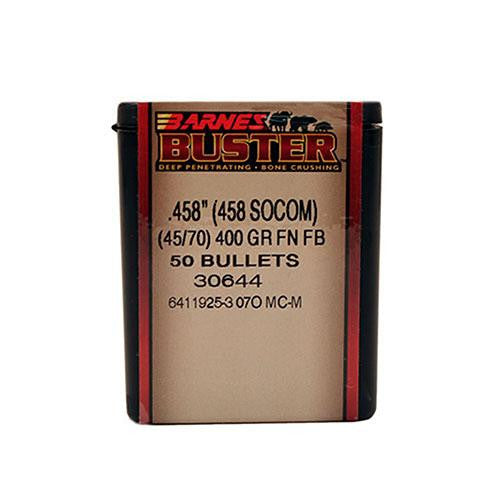 BARNES
BUSTER
DEEP PENETRATING • BONE CRUSHING
.458" (458 SOCOM)
(45/70) 400 GR FN FB
50 BULLETS
30644
6411925-3 07O MC-M